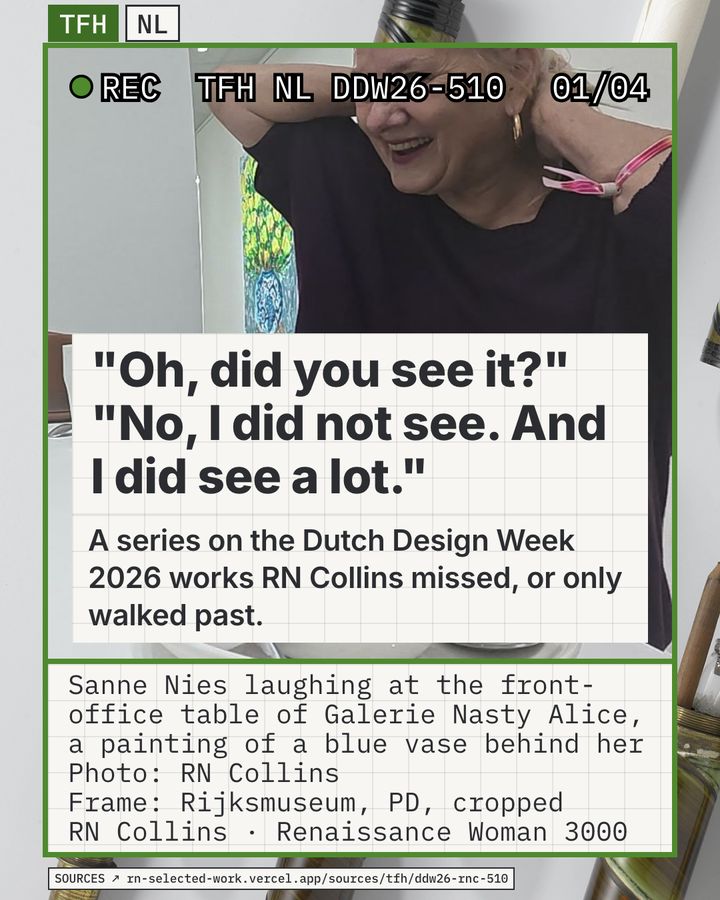 TFH NL
REC TFH NL DDW26-510 01/04
"Oh, did you see it?"
"No, I did not see. And
I did see a lot."
A series on the Dutch Design Week
2026 works RN Collins missed, or only
walked past.
Sanne Nies laughing at the front-
office table of Galerie Nasty Alice,
a painting of a blue vase behind her
Photo: RN Collins
Frame: Rijksmuseum, PD, cropped
RN Collins · Renaissance Woman 3000
SOURCES ↗ rn-selected-work.vercel.app/sources/tfh/ddw26-rnc-510